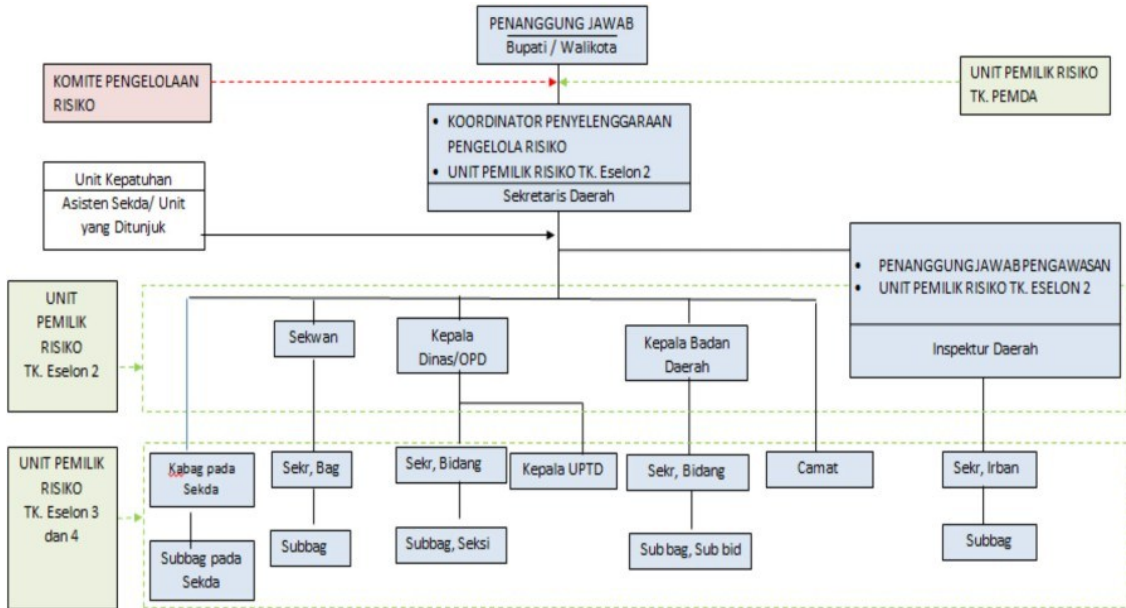 PENANGGUNG JAWAB
Bupati / Walikota
KOMITE PENGELOLAAN
RISIKO
UNIT PEMILIK RISIKO
TK. PEMDA
• KOORDINATOR PENYELENGGARAAN
PENGELOLA RISIKO
• UNIT PEMILIK RISIKO TK. Eselon 2
Sekretaris Daerah
Unit Kepatuhan
Asisten Sekda/ Unit
yang Ditunjuk
• PENANGGUNG JAWAB PENGAWASAN
• UNIT PEMILIK RISIKO TK. ESELON 2
Inspektur Daerah
UNIT
PEMILIK
RISIKO
TK. Eselon 2
Sekwan
Kepala
Dinas/OPD
Kepala Badan
Daerah
UNIT PEMILIK
RISIKO
TK. Eselon 3
dan 4
Kabag pada
Sekda
Sekr, Bag
Sekr, Bidang
Kepala UPTD
Sekr, Bidang
Camat
Sekr, Irban
Subbag pada
Sekda
Subbag
Subbag, Seksi
Sub bag, Sub bid
Subbag